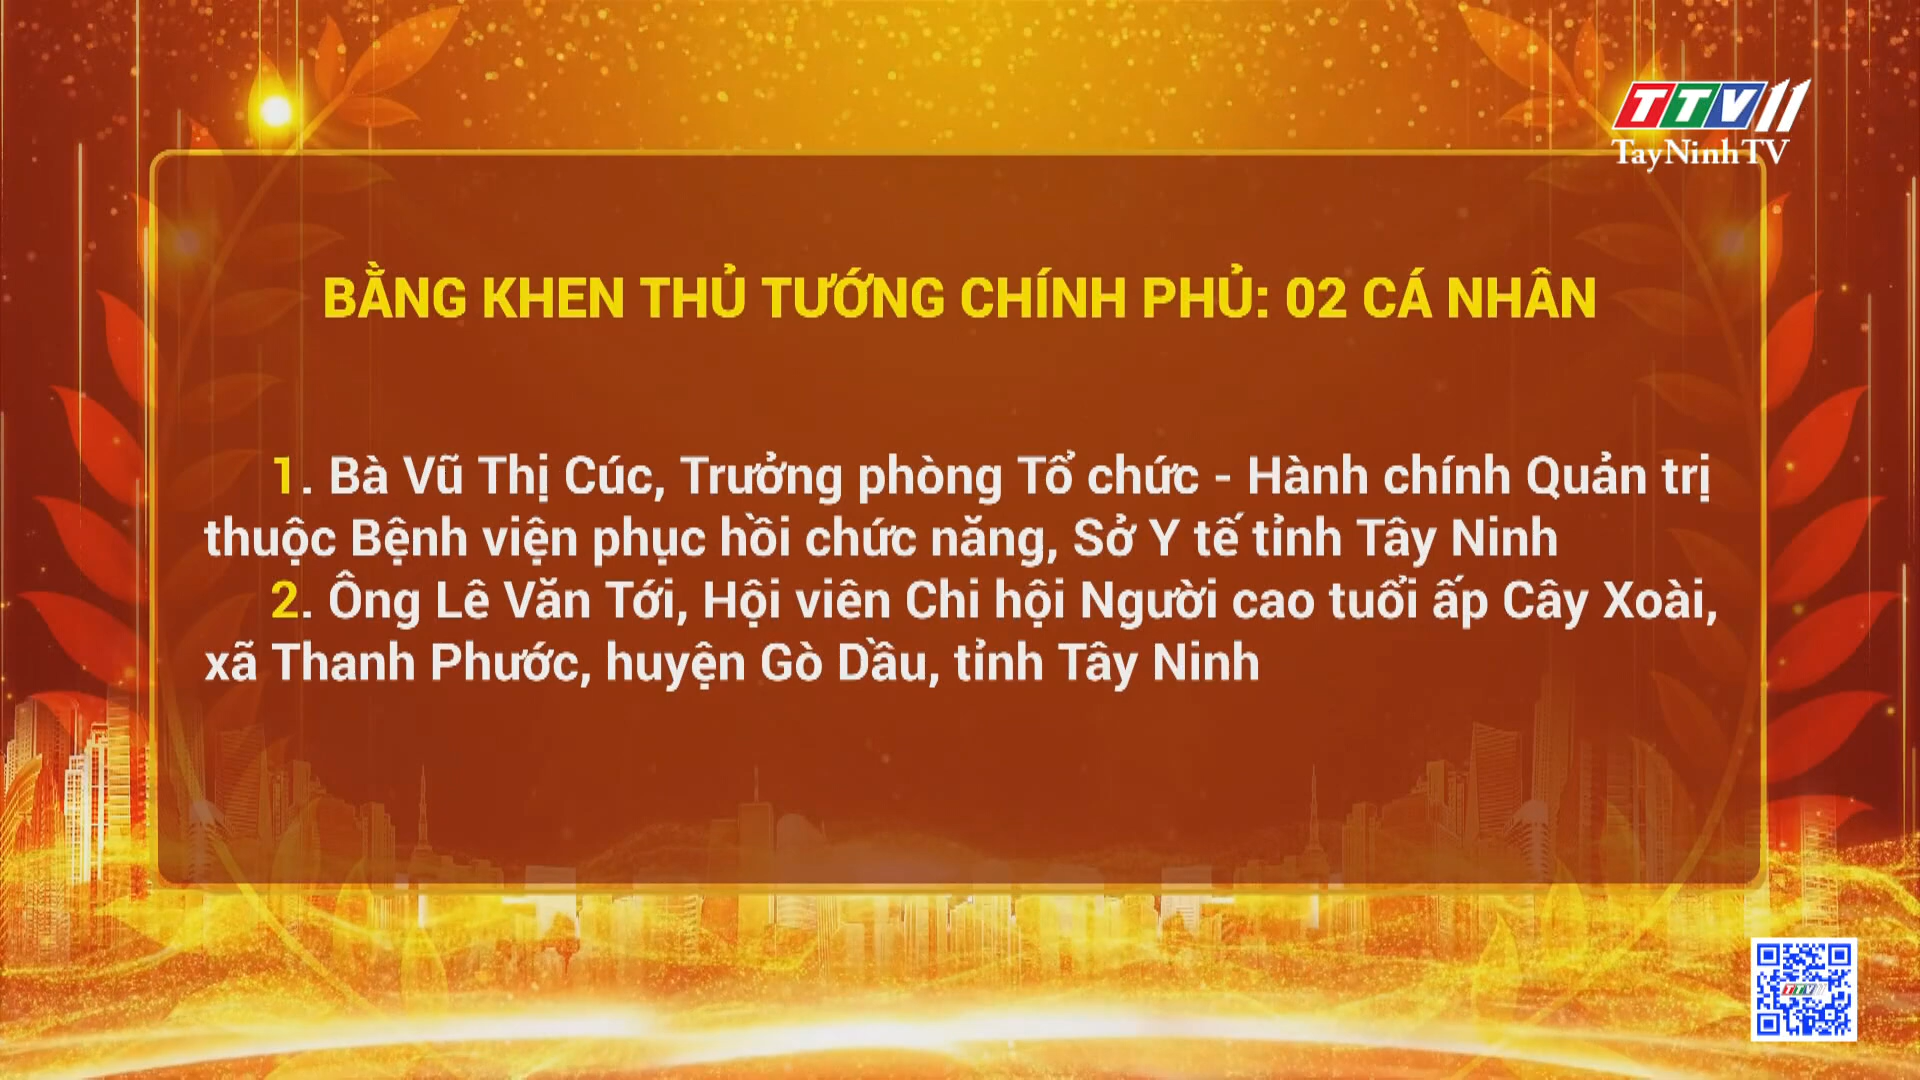 TTV11
TayNinhTV
BẰNG KHEN THỦ TƯỚNG CHÍNH PHỦ: 02 CÁ NHÂN
1. Bà Vũ Thị Cúc, Trưởng phòng Tổ chức - Hành chính Quản trị
thuộc Bệnh viện phục hồi chức năng, Sở Y tế tỉnh Tây Ninh
2. Ông Lê Văn Tới, Hội viên Chi hội Người cao tuổi ấp Cây Xoài,
xã Thanh Phước, huyện Gò Dầu, tỉnh Tây Ninh
TTV11